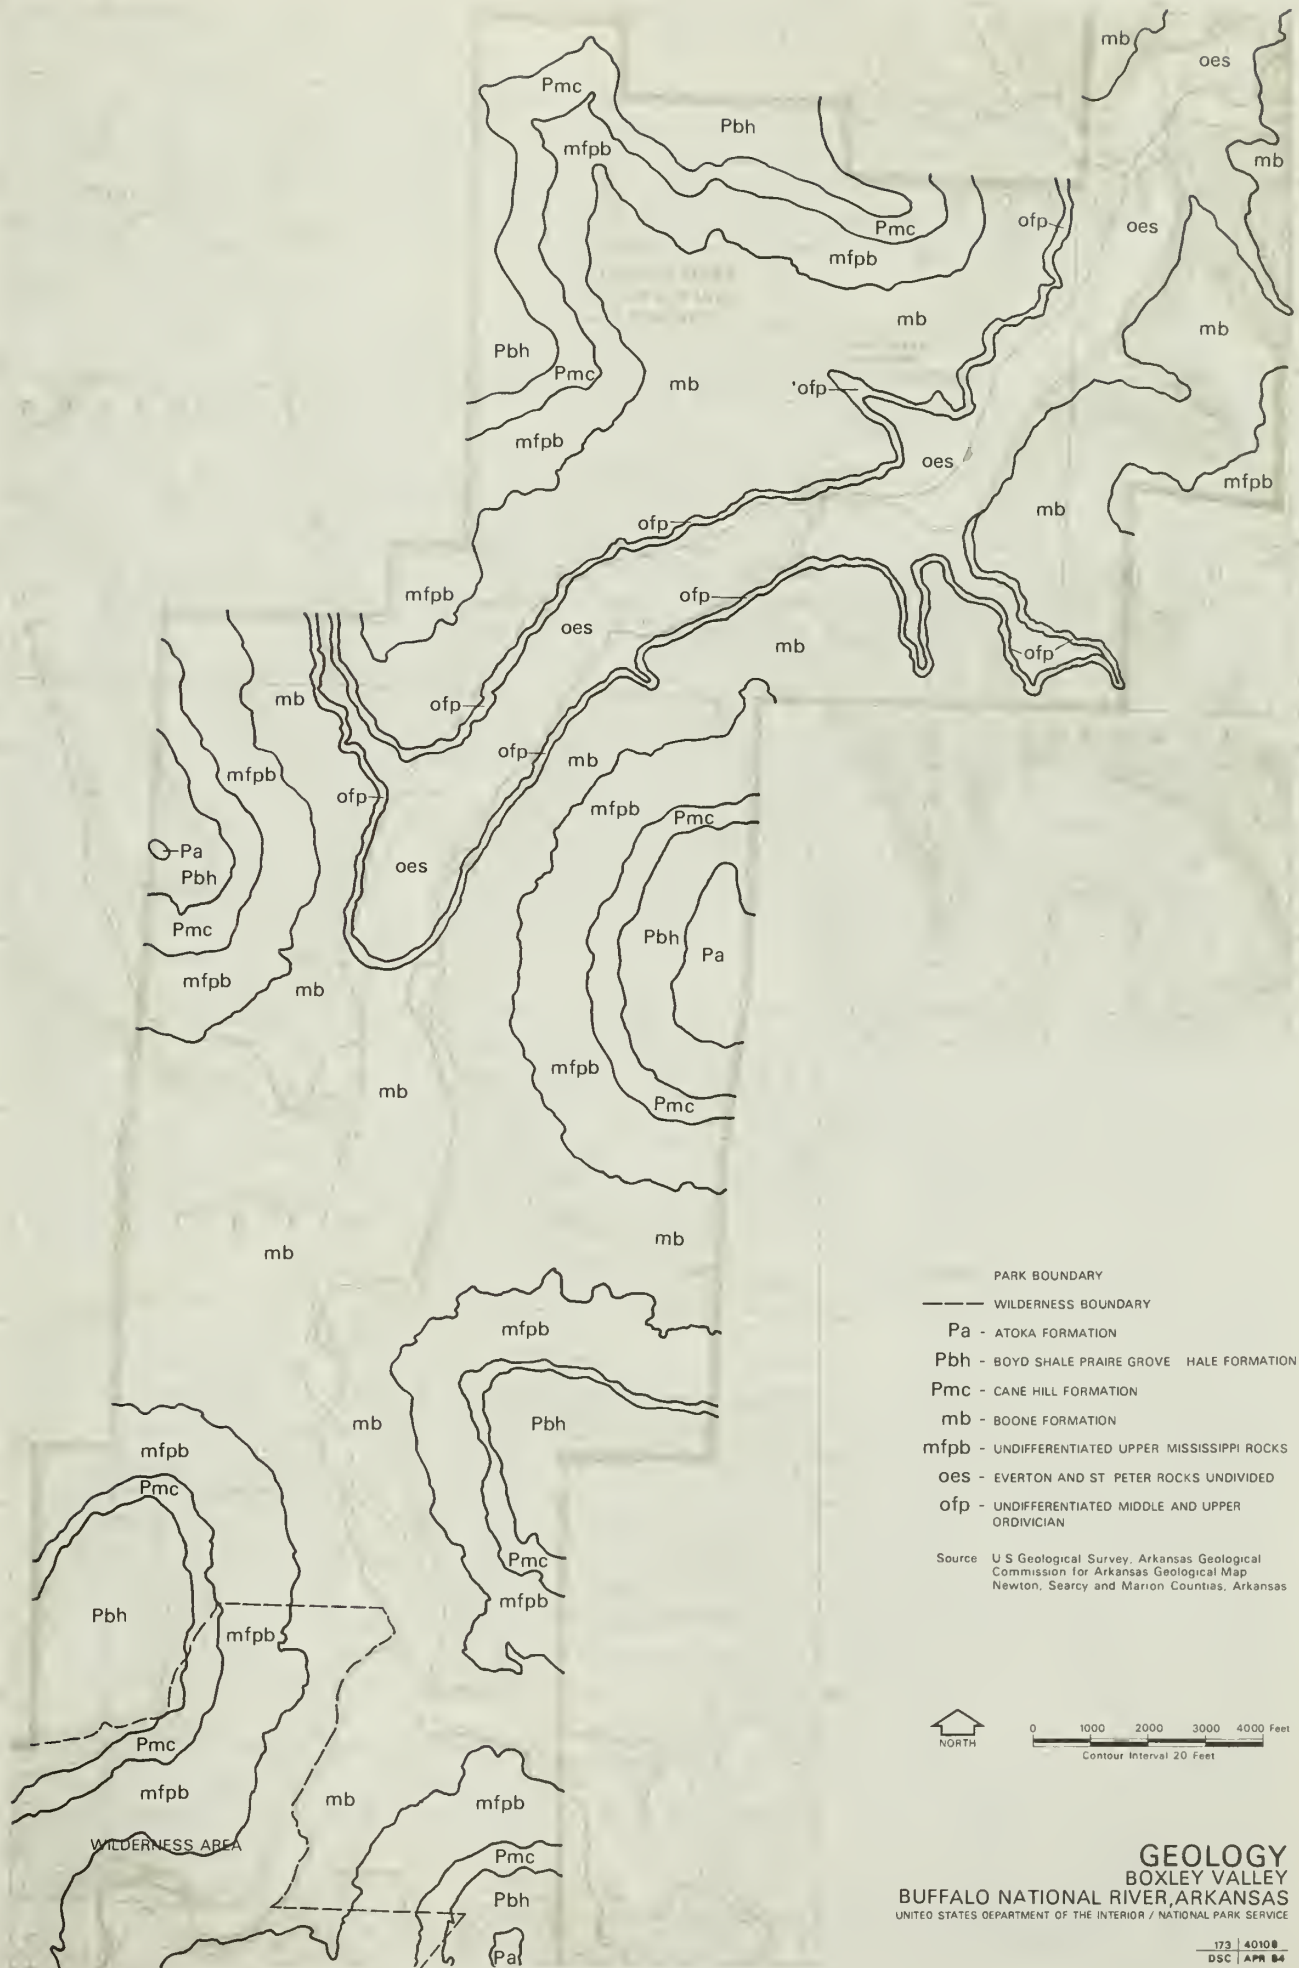 mb
oes
Pmc
Pbh
mfpb
mb
ofp
oes
Pmc
mfpb
mb
mb
Pbh
Pmc
mb
ofp
mfpb
oes
mfpb
mb
ofp
mfpb
ofp
oes
mb
ofp
mb
ofp
ofp
mb
mfpb
ofp
mfpb
Pmc
Pa
Pbh
oes
Pmc
Pbh
Pa
mfpb
mb
mfpb
mb
Pmc
mb
mb
mfpb
mb
Pbh
mfpb
Pmc
Pmc
mfpb
Pbh
mfpb
Pmc
mfpb
mb
mfpb
WILDERNESS AREA
Pmc
Pbh
Pa
PARK BOUNDARY
WILDERNESS BOUNDARY
Pa - ATOKA FORMATION
Pbh - BOYD SHALE PRAIRE GROVE HALE FORMATION
Pmc - CANE HILL FORMATION
mb - BOONE FORMATION
mfpb - UNDIFFERENTIATED UPPER MISSISSIPPI ROCKS
oes - EVERTON AND ST PETER ROCKS UNDIVIDED
ofp - UNDIFFERENTIATED MIDDLE AND UPPER
ORDIVICIAN
Source U S Geological Survey, Arkansas Geological
Commission for Arkansas Geological Map
Newton, Searcy and Marion Countias, Arkansas
NORTH
0 1000 2000 3000 4000 Feet
Contour Interval 20 Feet
GEOLOGY
BOXLEY VALLEY
BUFFALO NATIONAL RIVER, ARKANSAS
UNITED STATES DEPARTMENT OF THE INTERIOR / NATIONAL PARK SERVICE
173 | 40108
DSC | APR 84